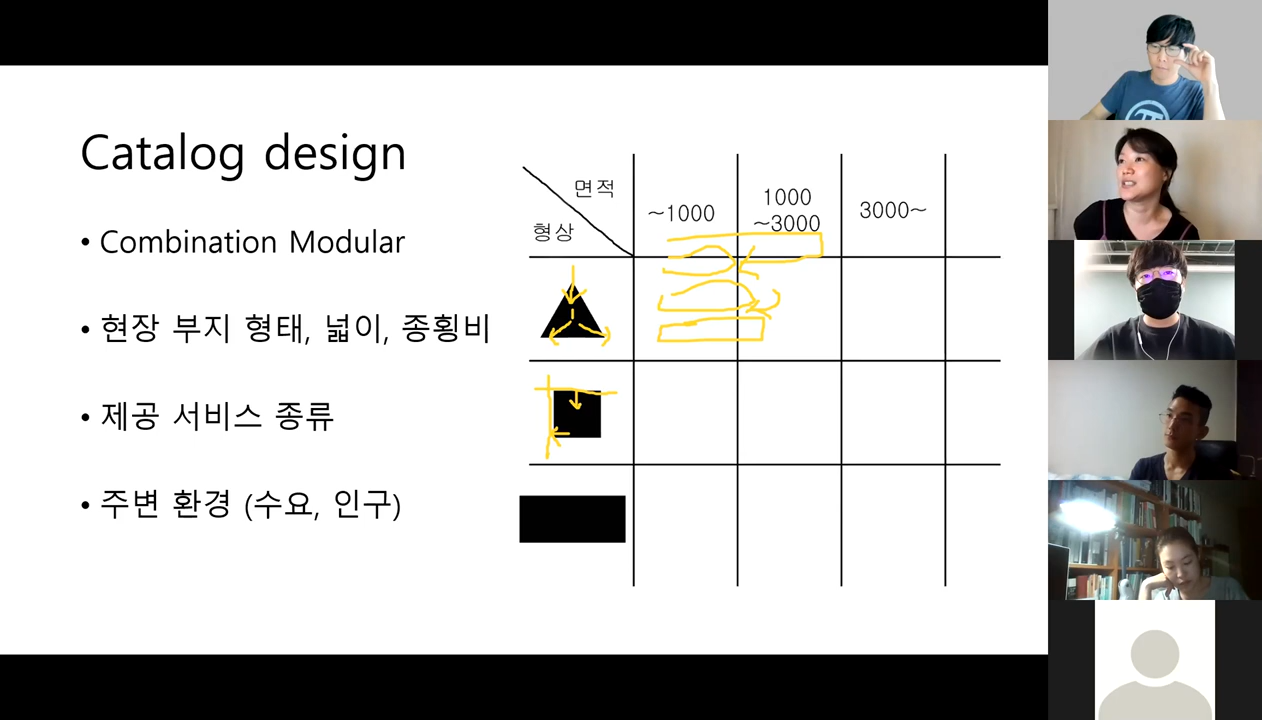 Catalog design
• Combination Modular
• 현장 부지 형태, 넓이, 종횡비
• 제공 서비스 종류
• 주변 환경 (수요, 인구)
면적
형상
~1000
1000
~3000
3000~